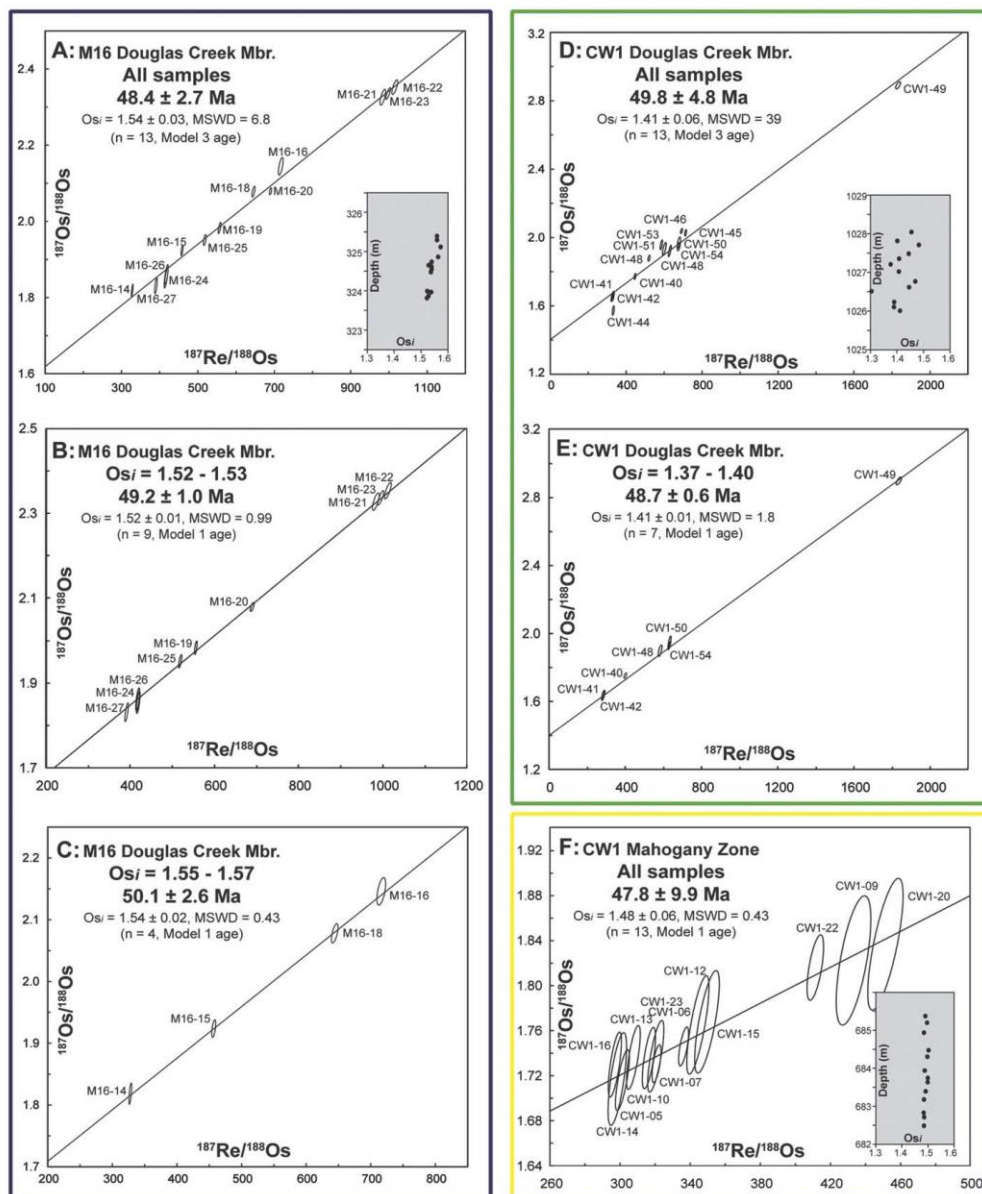 A: M16 Douglas Creek Mbr.
All samples
48.4 ± 2.7 Ma
Osi = 1.54 ± 0.03, MSWD = 6.8
(n = 13, Model 3 age)
2.5
2.2
2.0
1.8
1.6
187Os/188Os
M16-21
M16-22
M16-23
M16-16
M16-18
M16-20
M16-19
M16-15
M16-25
M16-26
M16-24
M16-14
M16-27
326
325
324
323
Depth (m)
1.3
1.4
1.5
1.6
Osi
187Re/188Os
100
300
500
700
900
1100
B: M16 Douglas Creek Mbr.
Osi = 1.52 - 1.53
49.2 ± 1.0 Ma
Osi = 1.52 ± 0.01, MSWD = 0.99
(n = 9, Model 1 age)
2.5
2.3
2.1
1.9
1.7
187Os/188Os
M16-22
M16-23
M16-21
M16-20
M16-19
M16-25
M16-26
M16-24
M16-27
187Re/188Os
200
400
600
800
1000
1200
C: M16 Douglas Creek Mbr.
Osi = 1.55 - 1.57
50.1 ± 2.6 Ma
Osi = 1.54 ± 0.02, MSWD = 0.43
(n = 4, Model 1 age)
2.2
2.1
2.0
1.9
1.8
1.7
187Os/188Os
M16-16
M16-18
M16-15
M16-14
187Re/188Os
200
300
400
500
600
700
800
D: CW1 Douglas Creek Mbr.
All samples
49.8 ± 4.8 Ma
Osi = 1.41 ± 0.06, MSWD = 39
(n = 13, Model 3 age)
3.2
2.8
2.4
2.0
1.6
1.2
187Os/188Os
CW1-49
CW1-46
CW1-53
CW1-45
CW1-51
CW1-50
CW1-54
CW1-48
CW1-48
CW1-41
CW1-40
CW1-42
CW1-44
1029
1028
1027
1026
1025
Depth (m)
Osi
1.3
1.4
1.5
1.6
187Re/188Os
0
400
800
1200
1600
2000
E: CW1 Douglas Creek Mbr.
Osi = 1.37 - 1.40
48.7 ± 0.6 Ma
Osi = 1.41 ± 0.01, MSWD = 1.8
(n = 7, Model 1 age)
3.2
2.8
2.4
2.0
1.6
1.2
187Os/188Os
CW1-49
CW1-50
CW1-48
CW1-54
CW1-40
CW1-41
CW1-42
187Re/188Os
0
400
800
1200
1600
2000
F: CW1 Mahogany Zone
All samples
47.8 ± 9.9 Ma
Osi = 1.48 ± 0.06, MSWD = 0.43
(n = 13, Model 1 age)
1.92
1.88
1.84
1.80
1.76
1.72
1.68
1.64
187Os/188Os
CW1-09
CW1-20
CW1-22
CW1-12
CW1-23
CW1-13
CW1-06
CW1-16
CW1-15
CW1-07
CW1-10
CW1-05
CW1-14
685
684
683
682
Depth (m)
Osi
1.3
1.4
1.5
1.6
187Re/188Os
260
300
340
380
420
460
500